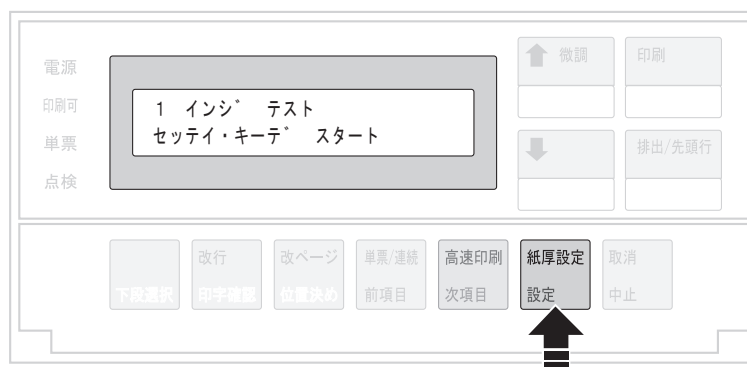 電源
印刷可
単票
点検
1 インジ テスト
セッテイ・キーデ スタート
微調
印刷
排出/先頭行
下段選択
改行
印字確認
改ページ
位置決め
単票/連続
前項目
高速印刷
次項目
紙厚設定
設定
取消
中止